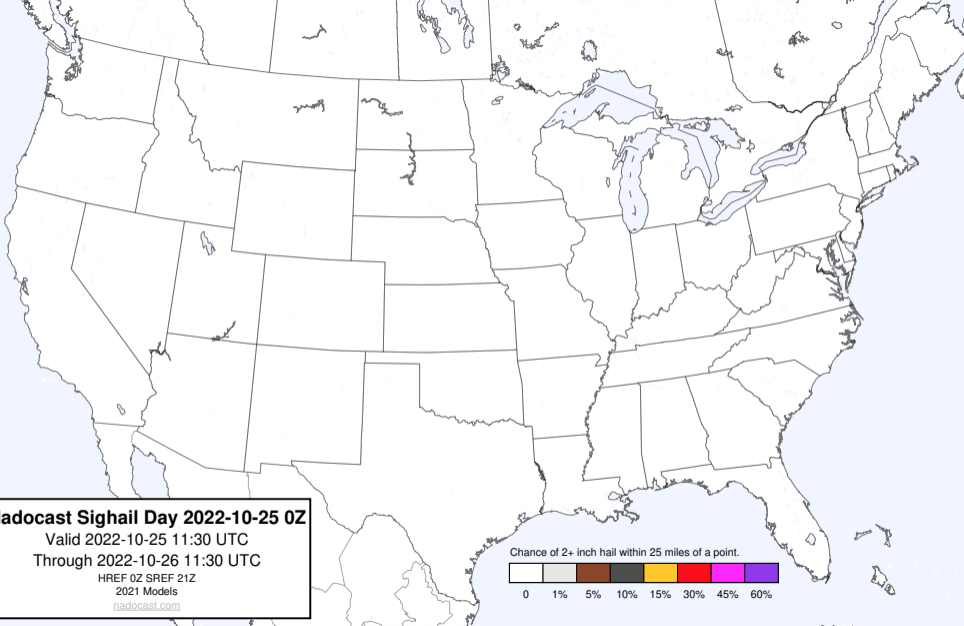 adocast Sighail Day 2022-10-25 0Z
Valid 2022-10-25 11:30 UTC
Through 2022-10-26 11:30 UTC
HREF 0Z SREF 21Z
2021 Models
nadocast.com
Chance of 2+ inch hail within 25 miles of a point.
0 1% 5% 10% 15% 30% 45% 60%